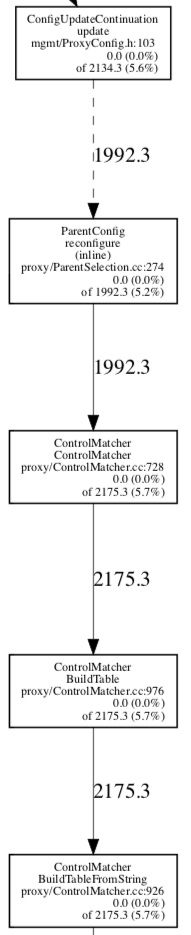 ConfigUpdateContinuation
update
mgmt/ProxyConfig.h:103
0.0 (0.0%)
of 2134.3 (5.6%)
1992.3
ParentConfig
reconfigure
(inline)
proxy/ParentSelection.cc:274
0.0 (0.0%)
of 1992.3 (5.2%)
1992.3
ControlMatcher
ControlMatcher
proxy/ControlMatcher.cc:728
0.0 (0.0%)
of 2175.3 (5.7%)
2175.3
ControlMatcher
BuildTable
proxy/ControlMatcher.cc:976
0.0 (0.0%)
of 2175.3 (5.7%)
2175.3
ControlMatcher
BuildTableFromString
proxy/ControlMatcher.cc:926
0.0 (0.0%)
of 2175.3 (5.7%)